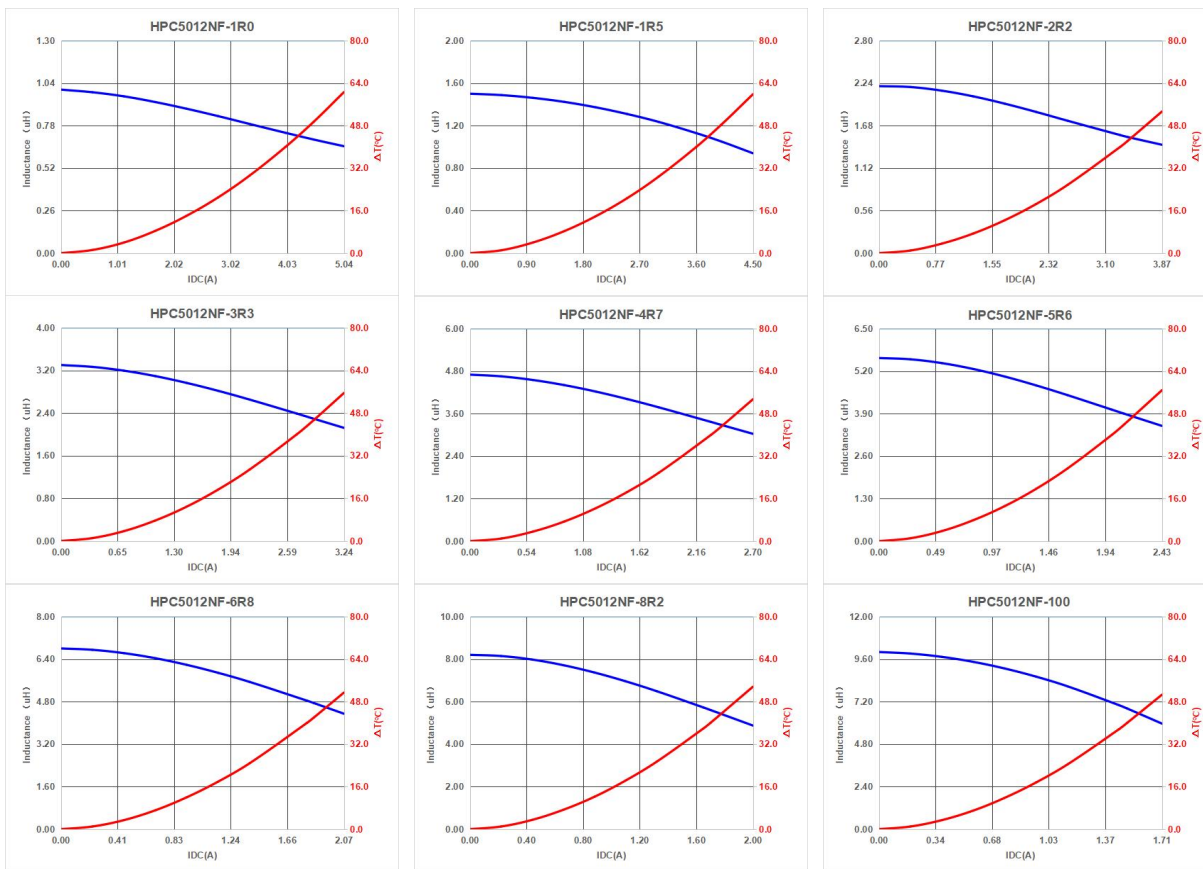 HPC5012NF-1R0
1.30 80.0
1.04 64.0
0.78 48.0
0.52 32.0
0.26 16.0
0.00 0.0
Inductance（uH）
ΔT(℃)
0.00 1.01 2.02 3.02 4.03 5.04
IDC(A)
HPC5012NF-1R5
2.00 80.0
1.60 64.0
1.20 48.0
0.80 32.0
0.40 16.0
0.00 0.0
Inductance（uH）
ΔT(℃)
0.00 0.90 1.80 2.70 3.60 4.50
IDC(A)
HPC5012NF-2R2
2.80 80.0
2.24 64.0
1.68 48.0
1.12 32.0
0.56 16.0
0.00 0.0
Inductance（uH）
ΔT(℃)
0.00 0.77 1.55 2.32 3.10 3.87
IDC(A)
HPC5012NF-3R3
4.00 80.0
3.20 64.0
2.40 48.0
1.60 32.0
0.80 16.0
0.00 0.0
Inductance（uH）
ΔT(℃)
0.00 0.65 1.30 1.94 2.59 3.24
IDC(A)
HPC5012NF-4R7
6.00 80.0
4.80 64.0
3.60 48.0
2.40 32.0
1.20 16.0
0.00 0.0
Inductance（uH）
ΔT(℃)
0.00 0.54 1.08 1.62 2.16 2.70
IDC(A)
HPC5012NF-5R6
6.50 80.0
5.20 64.0
3.90 48.0
2.60 32.0
1.30 16.0
0.00 0.0
Inductance（uH）
ΔT(℃)
0.00 0.49 0.97 1.46 1.94 2.43
IDC(A)
HPC5012NF-6R8
8.00 80.0
6.40 64.0
4.80 48.0
3.20 32.0
1.60 16.0
0.00 0.0
Inductance（uH）
ΔT(℃)
0.00 0.41 0.83 1.24 1.66 2.07
IDC(A)
HPC5012NF-8R2
10.00 80.0
8.00 64.0
6.00 48.0
4.00 32.0
2.00 16.0
0.00 0.0
Inductance（uH）
ΔT(℃)
0.00 0.40 0.80 1.20 1.60 2.00
IDC(A)
HPC5012NF-100
12.00 80.0
9.60 64.0
7.20 48.0
4.80 32.0
2.40 16.0
0.00 0.0
Inductance（uH）
ΔT(℃)
0.00 0.34 0.68 1.03 1.37 1.71
IDC(A)